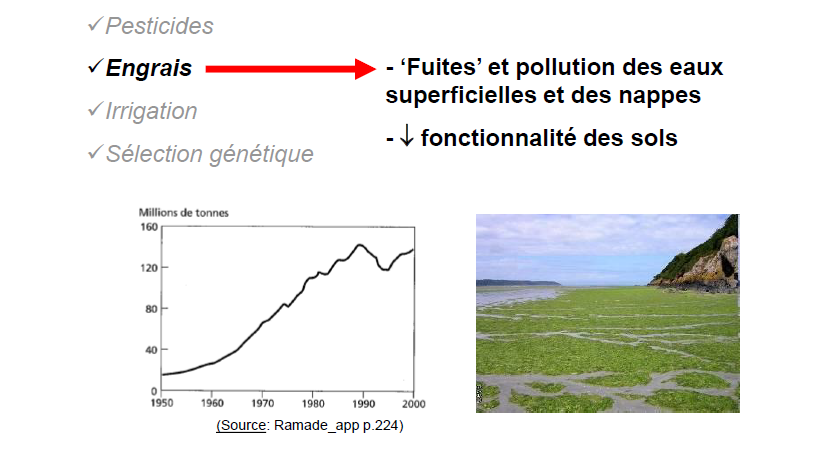 ✓Pesticides
✓Engrais
✓Irrigation
✓Sélection génétique
- ‘Fuites’ et pollution des eaux
superficielles et des nappes
- ↓ fonctionnalité des sols
Millions de tonnes
160
120
80
40
0
1950 1960 1970 1980 1990 2000
(Source: Ramade_app p.224)